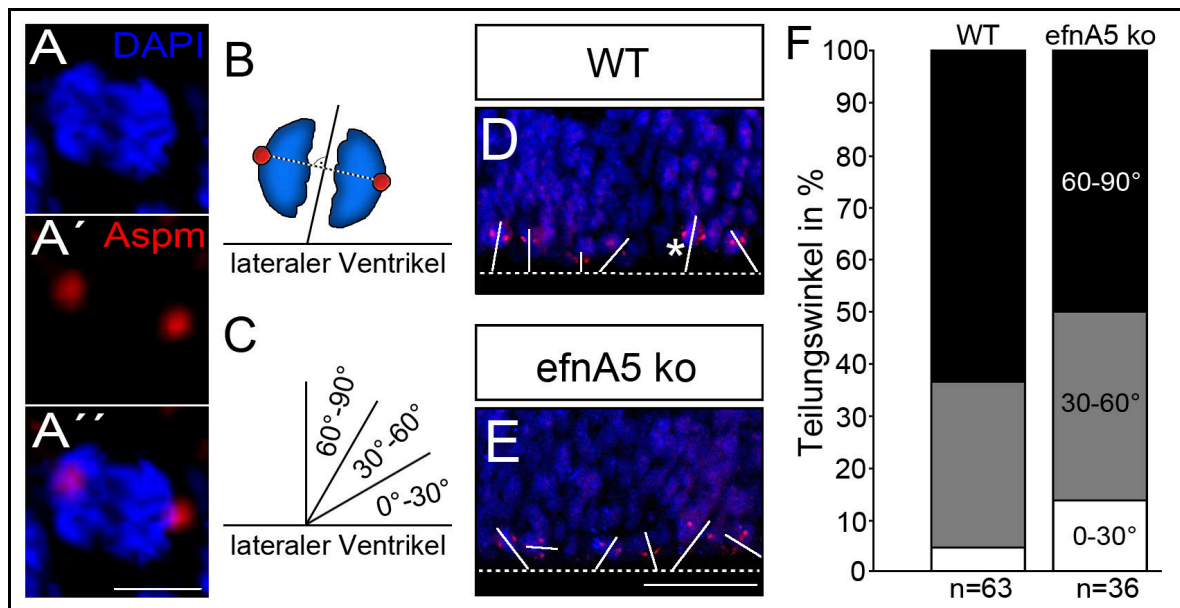 A
DAPI
A´
Aspm
A´´
B
lateraler Ventrikel
C
60°-90°
30°-60°
0°-30°
lateraler Ventrikel
WT
D
*
efnA5 ko
E
F
WT
efnA5 ko
Teilungswinkel in %
100
90
80
70
60
50
40
30
20
10
0
60-90°
30-60°
0-30°
n=63
n=36